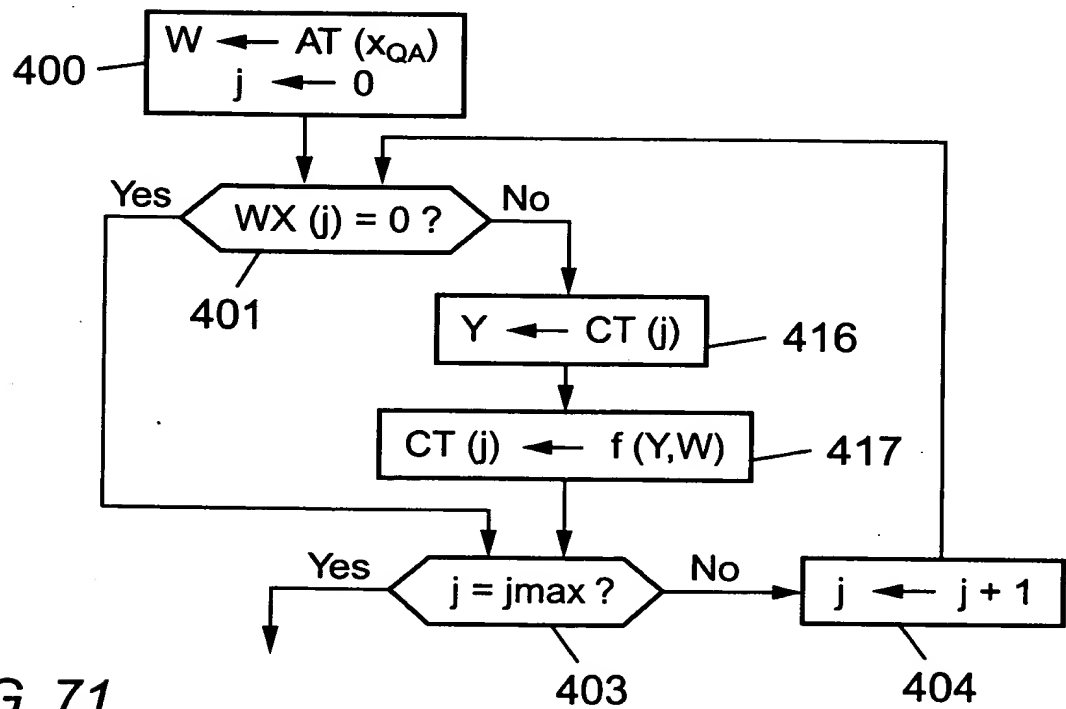 W ← AT (xQA)
j ← 0
400
Yes
WX (j) = 0 ?
No
401
Y ← CT (j)
416
CT (j) ← f (Y,W)
417
Yes
j = jmax ?
No
j ← j + 1
403
404
G. 71